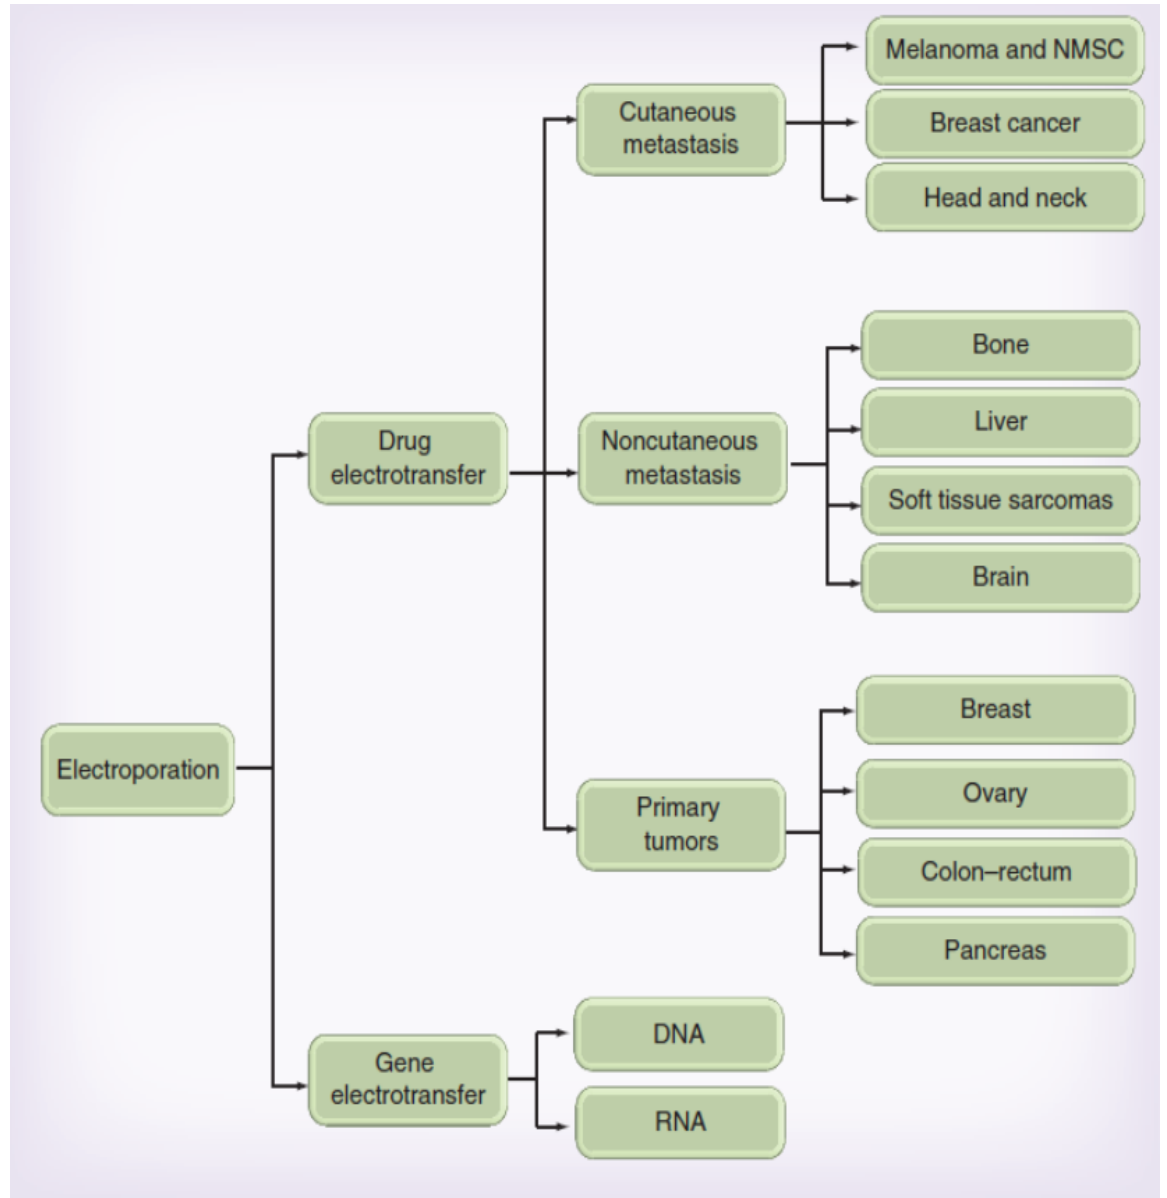 Melanoma and NMSC
Cutaneous
metastasis
Breast cancer
Head and neck
Bone
Drug
electrotransfer
Noncutaneous
metastasis
Liver
Soft tissue sarcomas
Brain
Breast
Electroporation
Ovary
Primary
tumors
Colon–rectum
Pancreas
DNA
Gene
electrotransfer
RNA